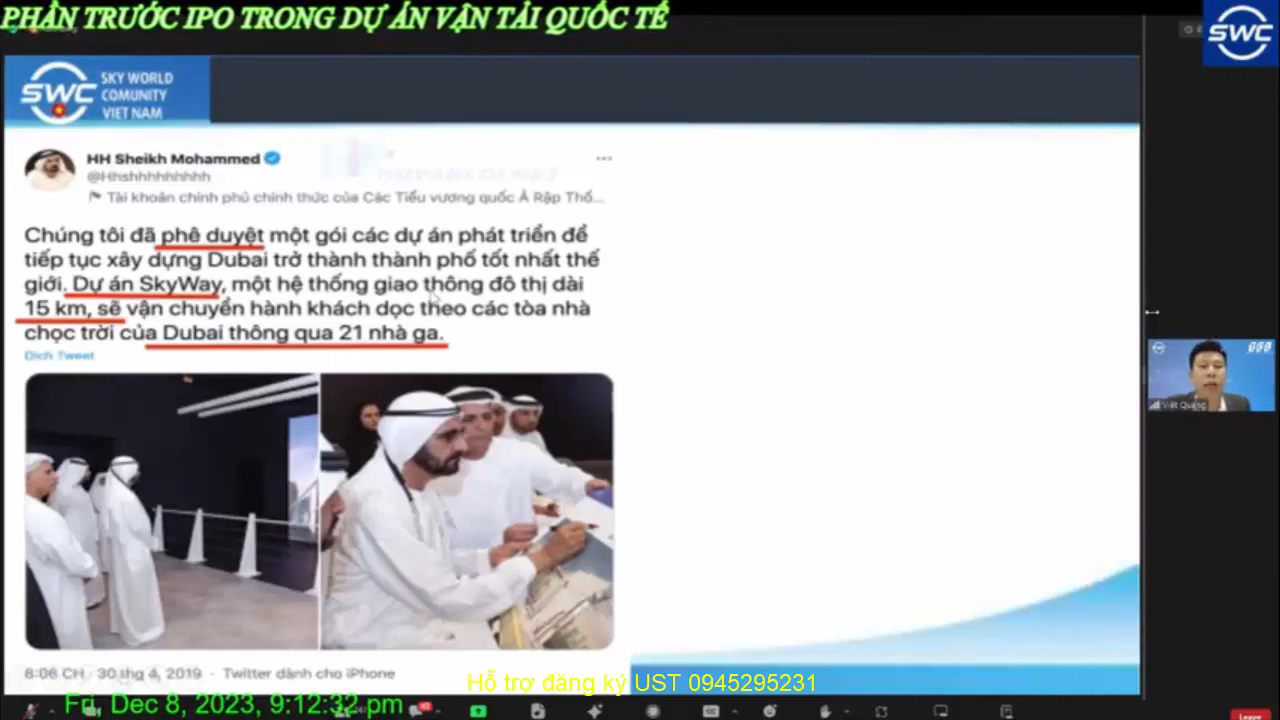 PHẦN TRƯỚC IPO TRONG DỰ ÁN VẬN TẢI QUỐC TẾ
SWC
SWC
SKY WORLD
COMUNITY
VIET NAM
HH Sheikh Mohammed
@Hhshhhhhhhhh
Tài khoản chính phủ chính thức của Các Tiểu vương quốc Ả Rập Thố...
Chúng tôi đã phê duyệt một gói các dự án phát triển để
tiếp tục xây dựng Dubai trở thành thành phố tốt nhất thế
giới. Dự án SkyWay, một hệ thống giao thông đô thị dài
15 km, sẽ vận chuyển hành khách dọc theo các tòa nhà
chọc trời của Dubai thông qua 21 nhà ga.
Dịch Tweet
Việt Quang
8:06 CH · 30 thg 4, 2019 · Twitter dành cho iPhone
Hỗ trợ đăng ký UST 0945295231
Fri, Dec 8, 2023, 9:12:32 pm
Leave